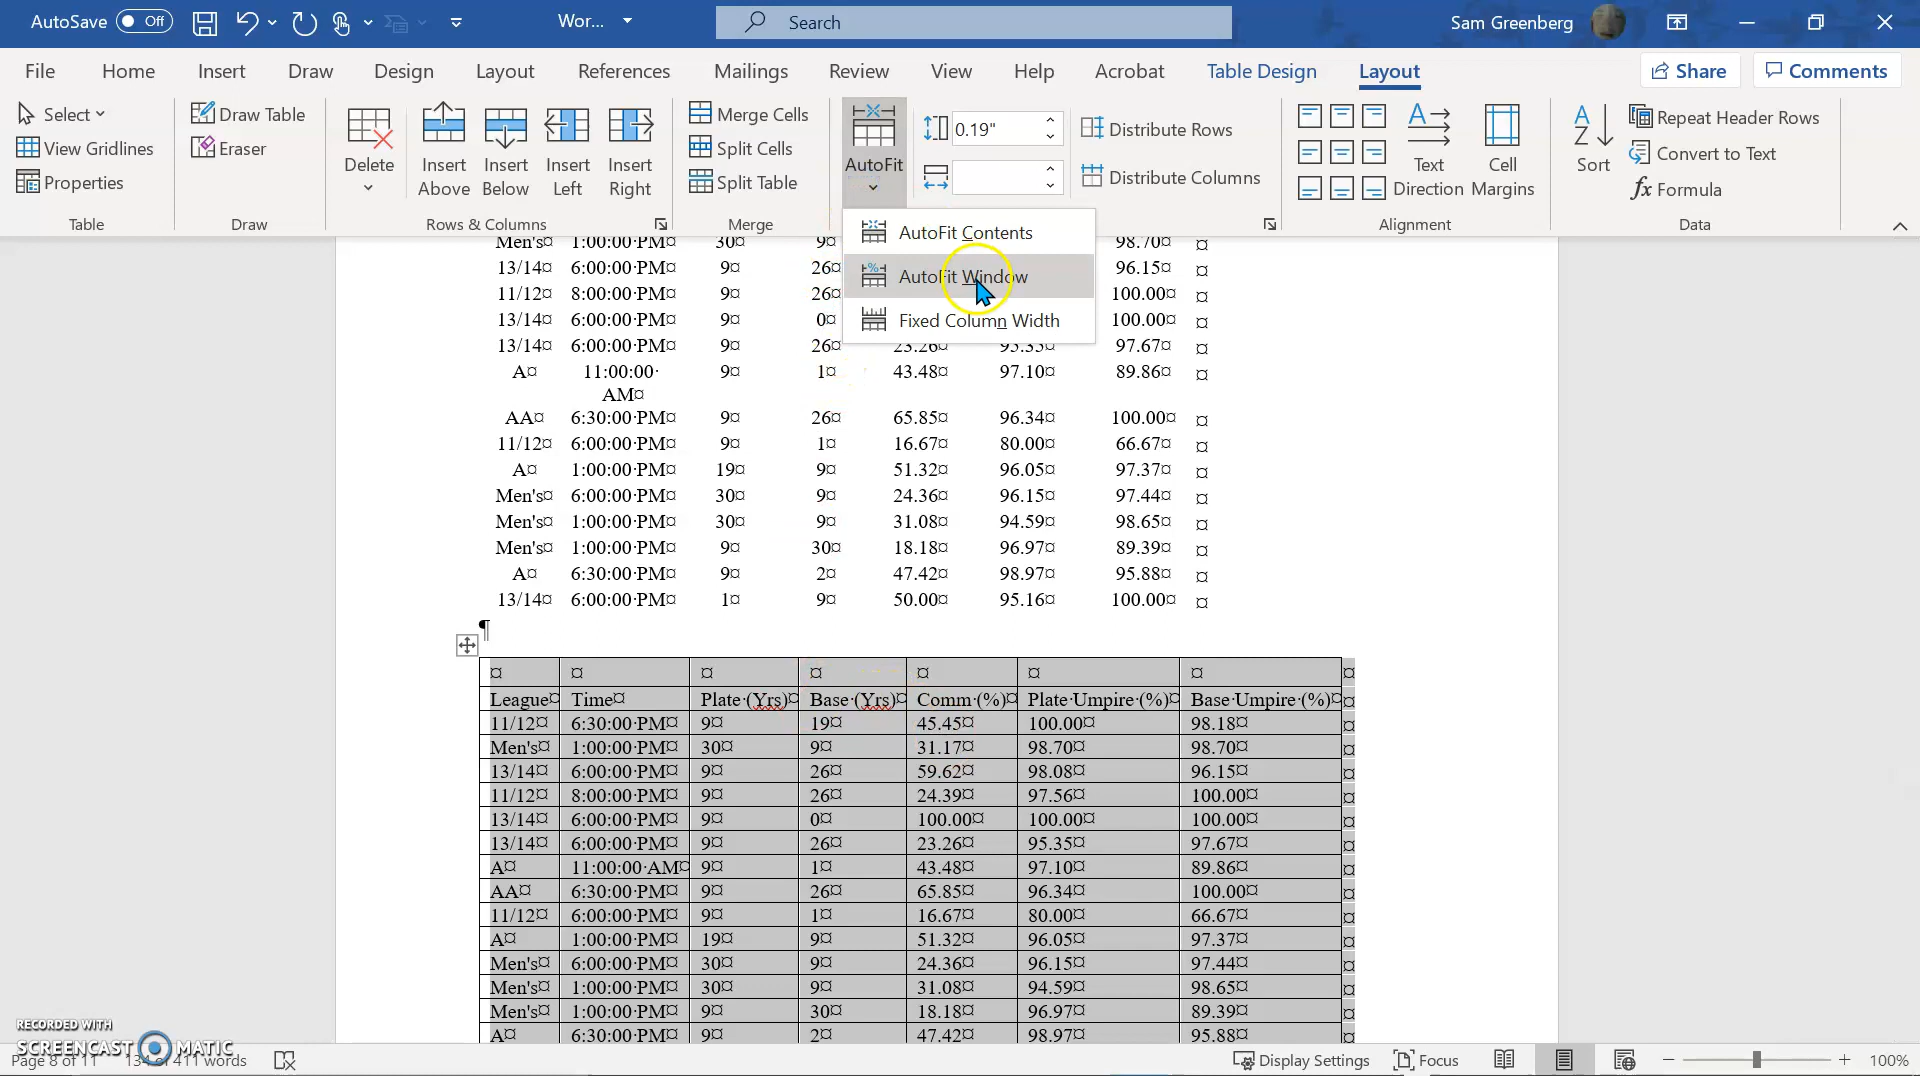 AutoSave Off Wor... Search Sam Greenberg
File Home Insert Draw Design Layout References Mailings Review View Help Acrobat Table Design Layout Share Comments
Select
View Gridlines
Properties
Table
Draw Table
Eraser
Draw
Delete
Insert Above
Insert Below
Insert Left
Insert Right
Rows & Columns
Merge Cells
Split Cells
Split Table
Merge
AutoFit
0.19"
Distribute Rows
Distribute Columns
Text Direction
Cell Margins
Alignment
Sort
Repeat Header Rows
Convert to Text
Formula
Data
AutoFit Contents
AutoFit Window
Fixed Column Width
Men's¤ 1:00:00·PM¤ 30¤ 9¤ 98.70¤ ¤
13/14¤ 6:00:00·PM¤ 9¤ 26¤ 96.15¤ ¤
11/12¤ 8:00:00·PM¤ 9¤ 26¤ 100.00¤ ¤
13/14¤ 6:00:00·PM¤ 9¤ 0¤ 100.00¤ ¤
13/14¤ 6:00:00·PM¤ 9¤ 26¤ 23.26¤ 95.35¤ 97.67¤ ¤
A¤ 11:00:00· 9¤ 1¤ 43.48¤ 97.10¤ 89.86¤ ¤
AM¤
AA¤ 6:30:00·PM¤ 9¤ 26¤ 65.85¤ 96.34¤ 100.00¤ ¤
11/12¤ 6:00:00·PM¤ 9¤ 1¤ 16.67¤ 80.00¤ 66.67¤ ¤
A¤ 1:00:00·PM¤ 19¤ 9¤ 51.32¤ 96.05¤ 97.37¤ ¤
Men's¤ 6:00:00·PM¤ 30¤ 9¤ 24.36¤ 96.15¤ 97.44¤ ¤
Men's¤ 1:00:00·PM¤ 30¤ 9¤ 31.08¤ 94.59¤ 98.65¤ ¤
Men's¤ 1:00:00·PM¤ 9¤ 30¤ 18.18¤ 96.97¤ 89.39¤ ¤
A¤ 6:30:00·PM¤ 9¤ 2¤ 47.42¤ 98.97¤ 95.88¤ ¤
13/14¤ 6:00:00·PM¤ 1¤ 9¤ 50.00¤ 95.16¤ 100.00¤ ¤
¶
¤ ¤ ¤ ¤ ¤ ¤ ¤ ¤
League¤ Time¤ Plate·(Yrs)¤ Base·(Yrs)¤ Comm·(%)¤ Plate·Umpire·(%)¤ Base·Umpire·(%)¤ ¤
11/12¤ 6:30:00·PM¤ 9¤ 19¤ 45.45¤ 100.00¤ 98.18¤ ¤
Men's¤ 1:00:00·PM¤ 30¤ 9¤ 31.17¤ 98.70¤ 98.70¤ ¤
13/14¤ 6:00:00·PM¤ 9¤ 26¤ 59.62¤ 98.08¤ 96.15¤ ¤
11/12¤ 8:00:00·PM¤ 9¤ 26¤ 24.39¤ 97.56¤ 100.00¤ ¤
13/14¤ 6:00:00·PM¤ 9¤ 0¤ 100.00¤ 100.00¤ 100.00¤ ¤
13/14¤ 6:00:00·PM¤ 9¤ 26¤ 23.26¤ 95.35¤ 97.67¤ ¤
A¤ 11:00:00·AM¤ 9¤ 1¤ 43.48¤ 97.10¤ 89.86¤ ¤
AA¤ 6:30:00·PM¤ 9¤ 26¤ 65.85¤ 96.34¤ 100.00¤ ¤
11/12¤ 6:00:00·PM¤ 9¤ 1¤ 16.67¤ 80.00¤ 66.67¤ ¤
A¤ 1:00:00·PM¤ 19¤ 9¤ 51.32¤ 96.05¤ 97.37¤ ¤
Men's¤ 6:00:00·PM¤ 30¤ 9¤ 24.36¤ 96.15¤ 97.44¤ ¤
Men's¤ 1:00:00·PM¤ 30¤ 9¤ 31.08¤ 94.59¤ 98.65¤ ¤
Men's¤ 1:00:00·PM¤ 9¤ 30¤ 18.18¤ 96.97¤ 89.39¤ ¤
A¤ 6:30:00·PM¤ 9¤ 2¤ 47.42¤ 98.97¤ 95.88¤ ¤
RECORDED WITH
SCREENCAST MATIC
Page 8 of 11 134 of 411 words Display Settings Focus 100%